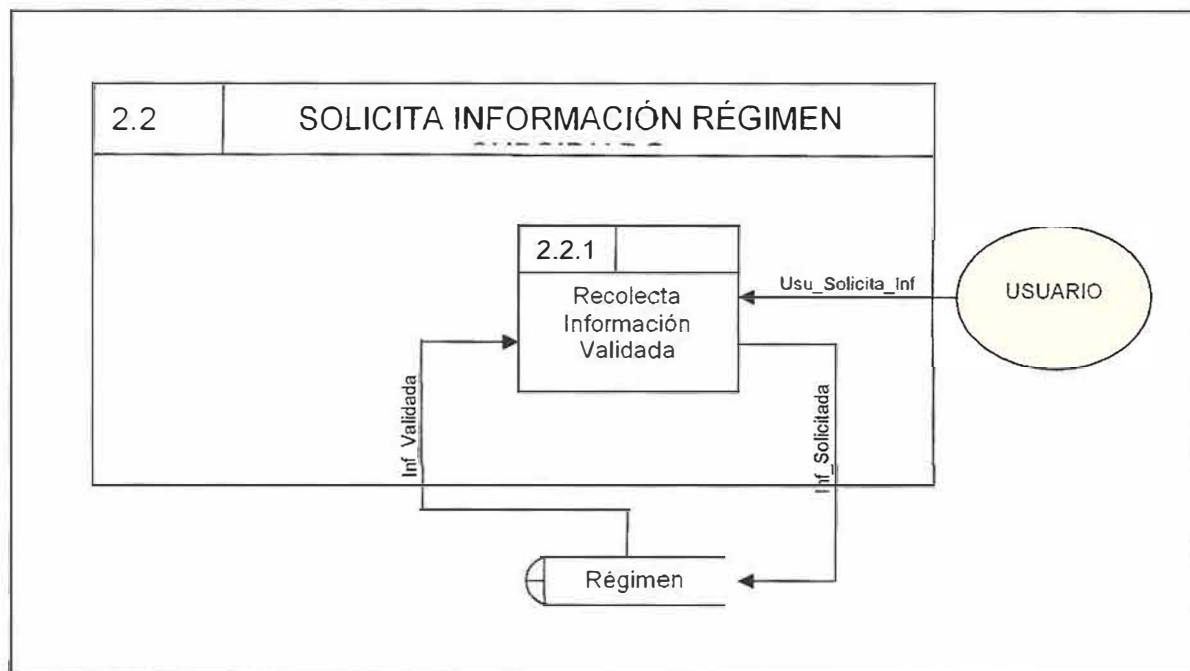 2.2
SOLICITA INFORMACIÓN RÉGIMEN
2.2.1
Recolecta
Información
Validada
Usu_Solicita_Inf
USUARIO
Inf_Validada
Inf_Solicitada
Régimen